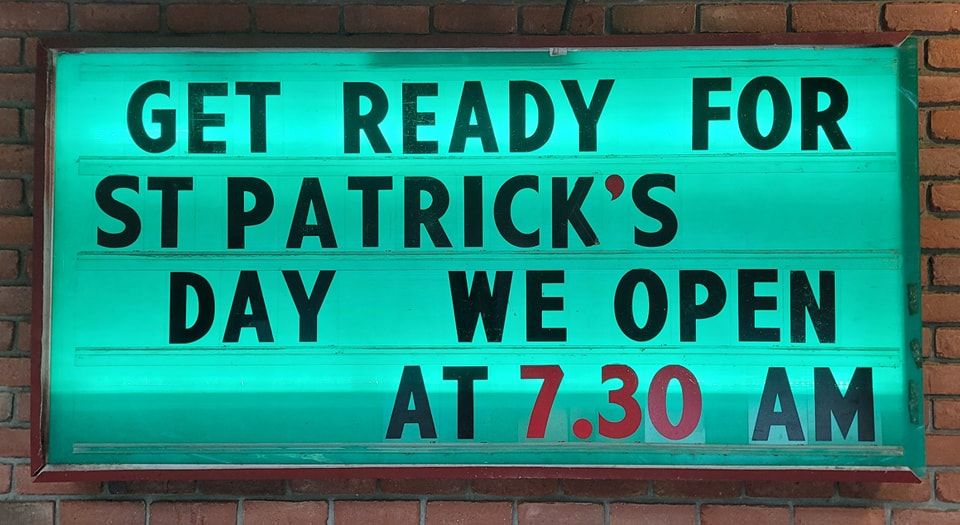 GET READY FOR
ST PATRICK'S
DAY WE OPEN
AT 7.30 AM